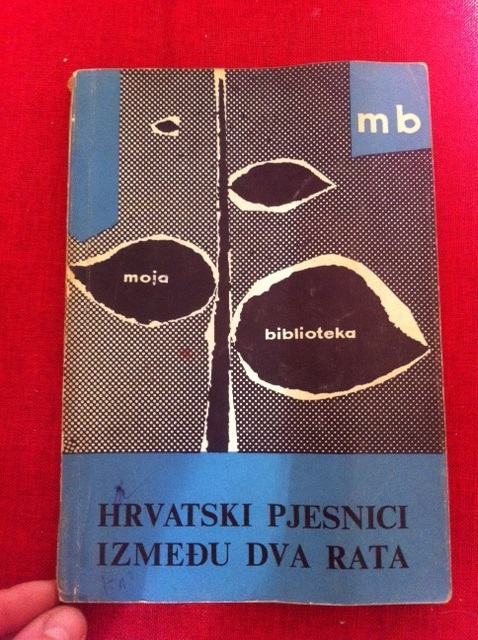 mb
moja
biblioteka
HRVATSKI PJESNICI
IZMEĐU DVA RATA